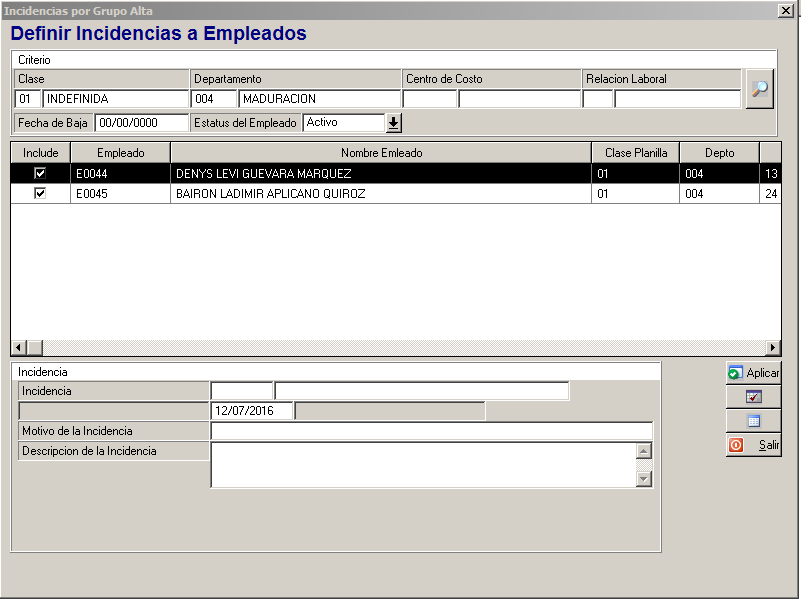 Incidencias por Grupo Alta
Definir Incidencias a Empleados
Criterio
Clase Departamento Centro de Costo Relacion Laboral
01 INDEFINIDA 004 MADURACION
Fecha de Baja 00/00/0000 Estatus del Empleado Activo
Include Empleado Nombre Emleado Clase Planilla Depto
E0044 DENYS LEVI GUEVARA MARQUEZ 01 004 13
E0045 BAIRON LADIMIR APLICANO QUIROZ 01 004 24
Incidencia
Incidencia
12/07/2016
Motivo de la Incidencia
Descripcion de la Incidencia
Aplicar
Salir